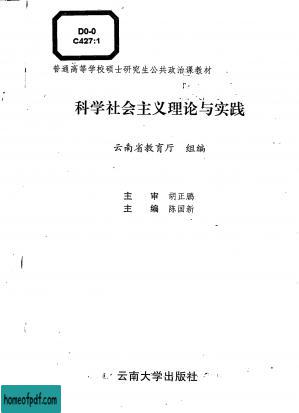 D0-0
C427:1
普通高等学校硕士研究生公共政治课教材
科学社会主义理论与实践
云南省教育厅 组编
主 审 胡正鹏
主 编 陈国新
云南大学出版社
homeofpdf.com